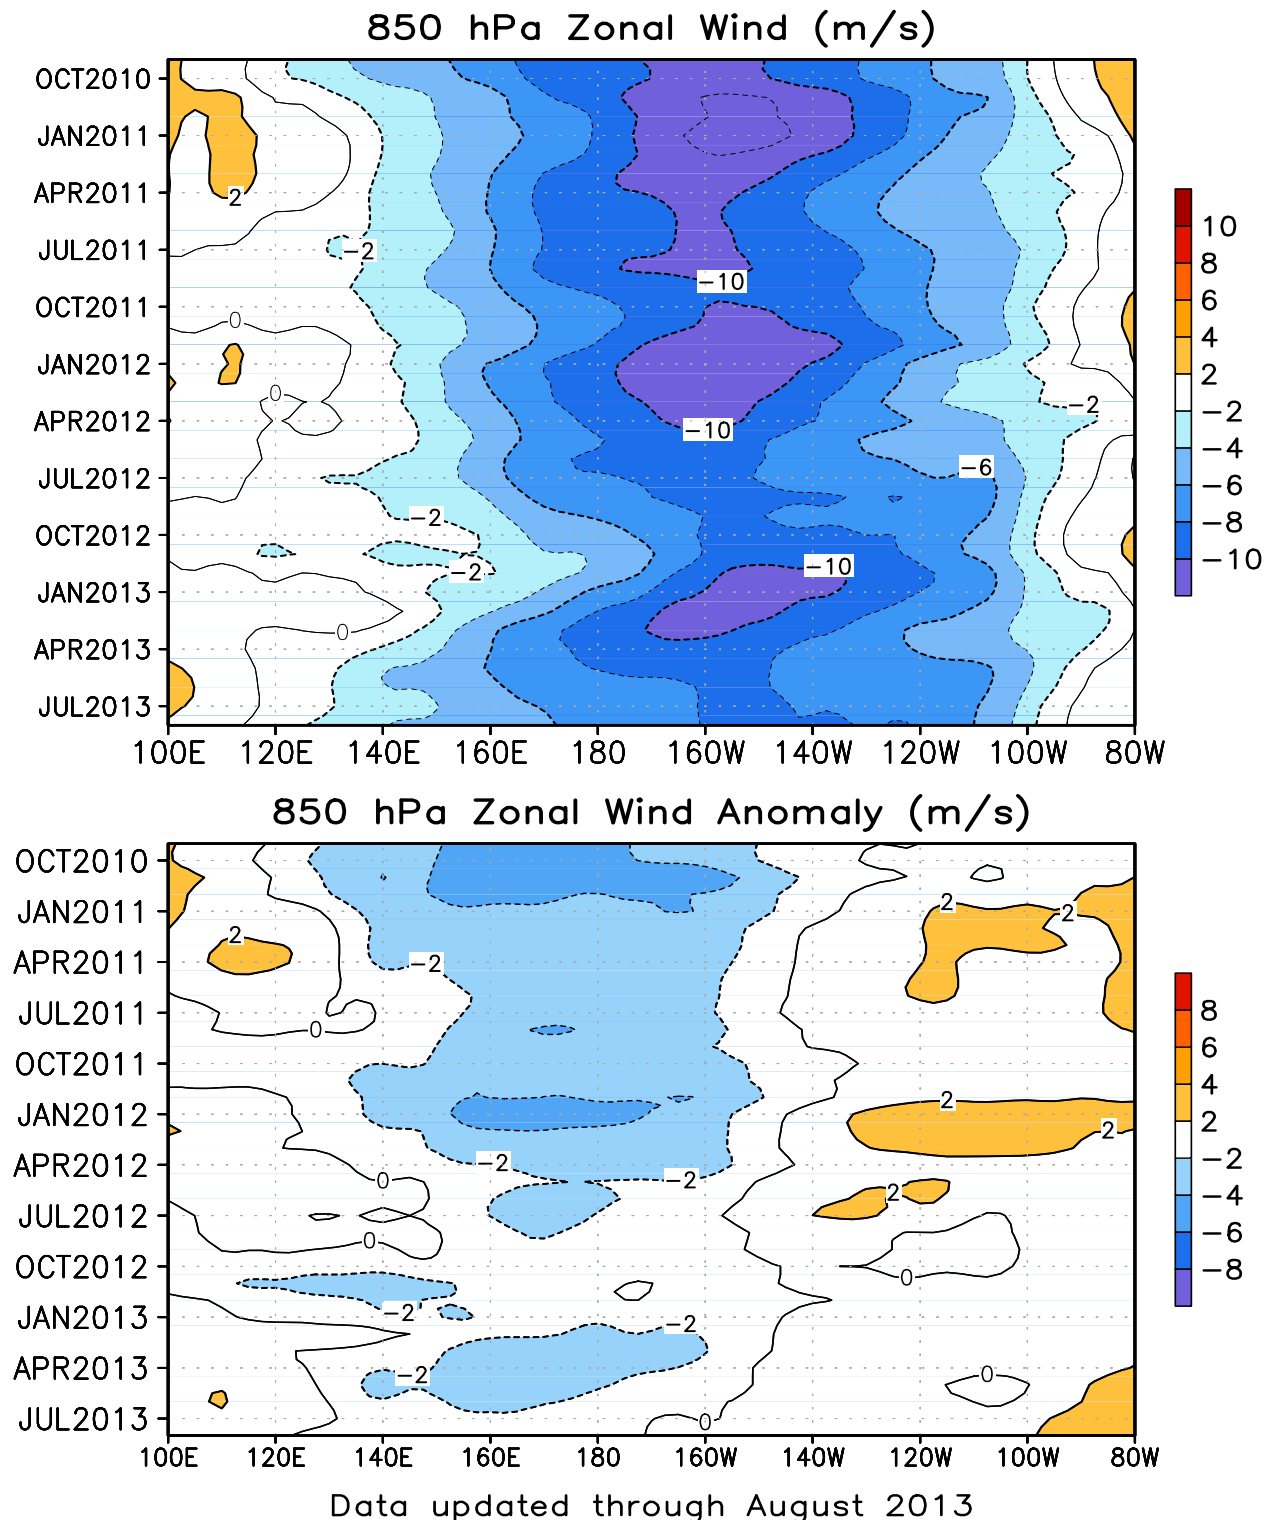 850 hPa Zonal Wind (m/s)
OCT2010
JAN2011
APR2011
JUL2011
OCT2011
JAN2012
APR2012
JUL2012
OCT2012
JAN2013
APR2013
JUL2013
2
−2
−10
0
0
−2
−10
−6
−2
−10
−2
0
100E 120E 140E 160E 180 160W 140W 120W 100W 80W
10
8
6
4
2
−2
−4
−6
−8
−10
850 hPa Zonal Wind Anomaly (m/s)
OCT2010
JAN2011
APR2011
JUL2011
OCT2011
JAN2012
APR2012
JUL2012
OCT2012
JAN2013
APR2013
JUL2013
2
2
2
−2
0
2
2
−2
−2
0
2
0
0
−2
−2
−2
0
0
100E 120E 140E 160E 180 160W 140W 120W 100W 80W
8
6
4
2
−2
−4
−6
−8
Data updated through August 2013